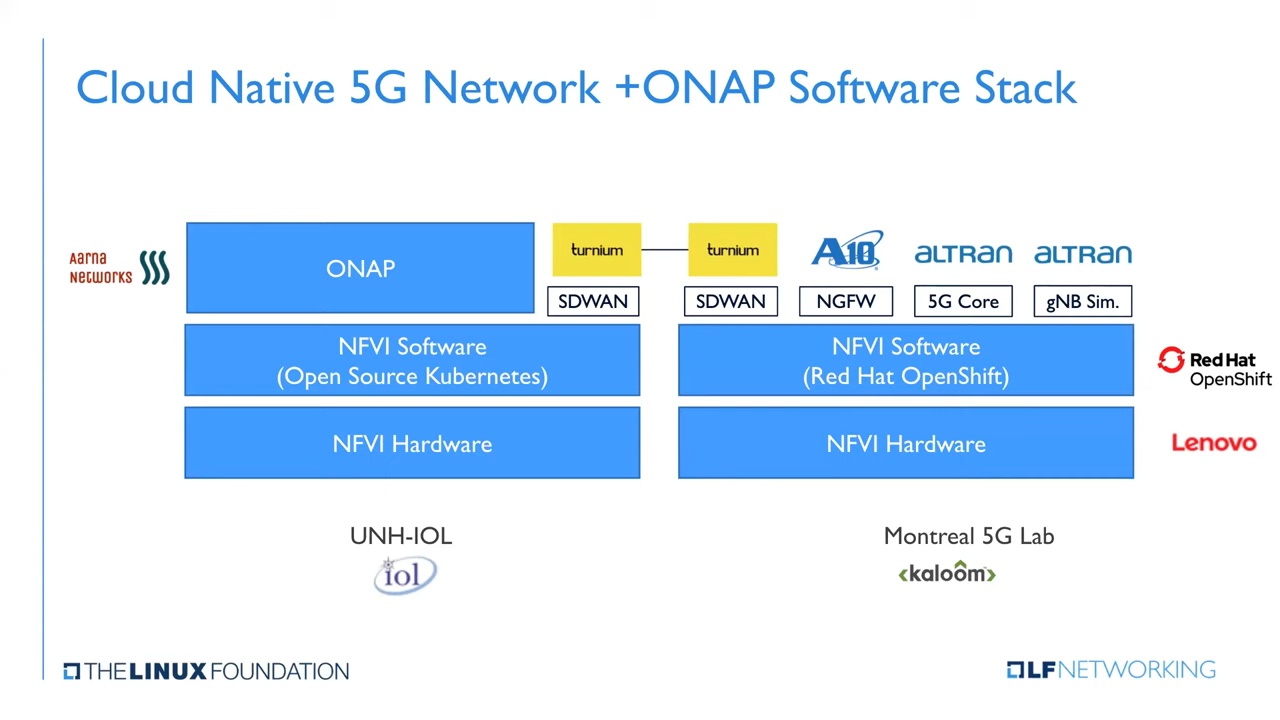 Cloud Native 5G Network +ONAP Software Stack
Aarna
Networks
ONAP
turnium
turnium
A10
ALTRAN
ALTRAN
SDWAN
SDWAN
NGFW
5G Core
gNB Sim.
NFVI Software
(Open Source Kubernetes)
NFVI Software
(Red Hat OpenShift)
Red Hat
OpenShift
NFVI Hardware
NFVI Hardware
Lenovo
UNH-IOL
iol
Montreal 5G Lab
<kaloom>
THE LINUX FOUNDATION
LF NETWORKING